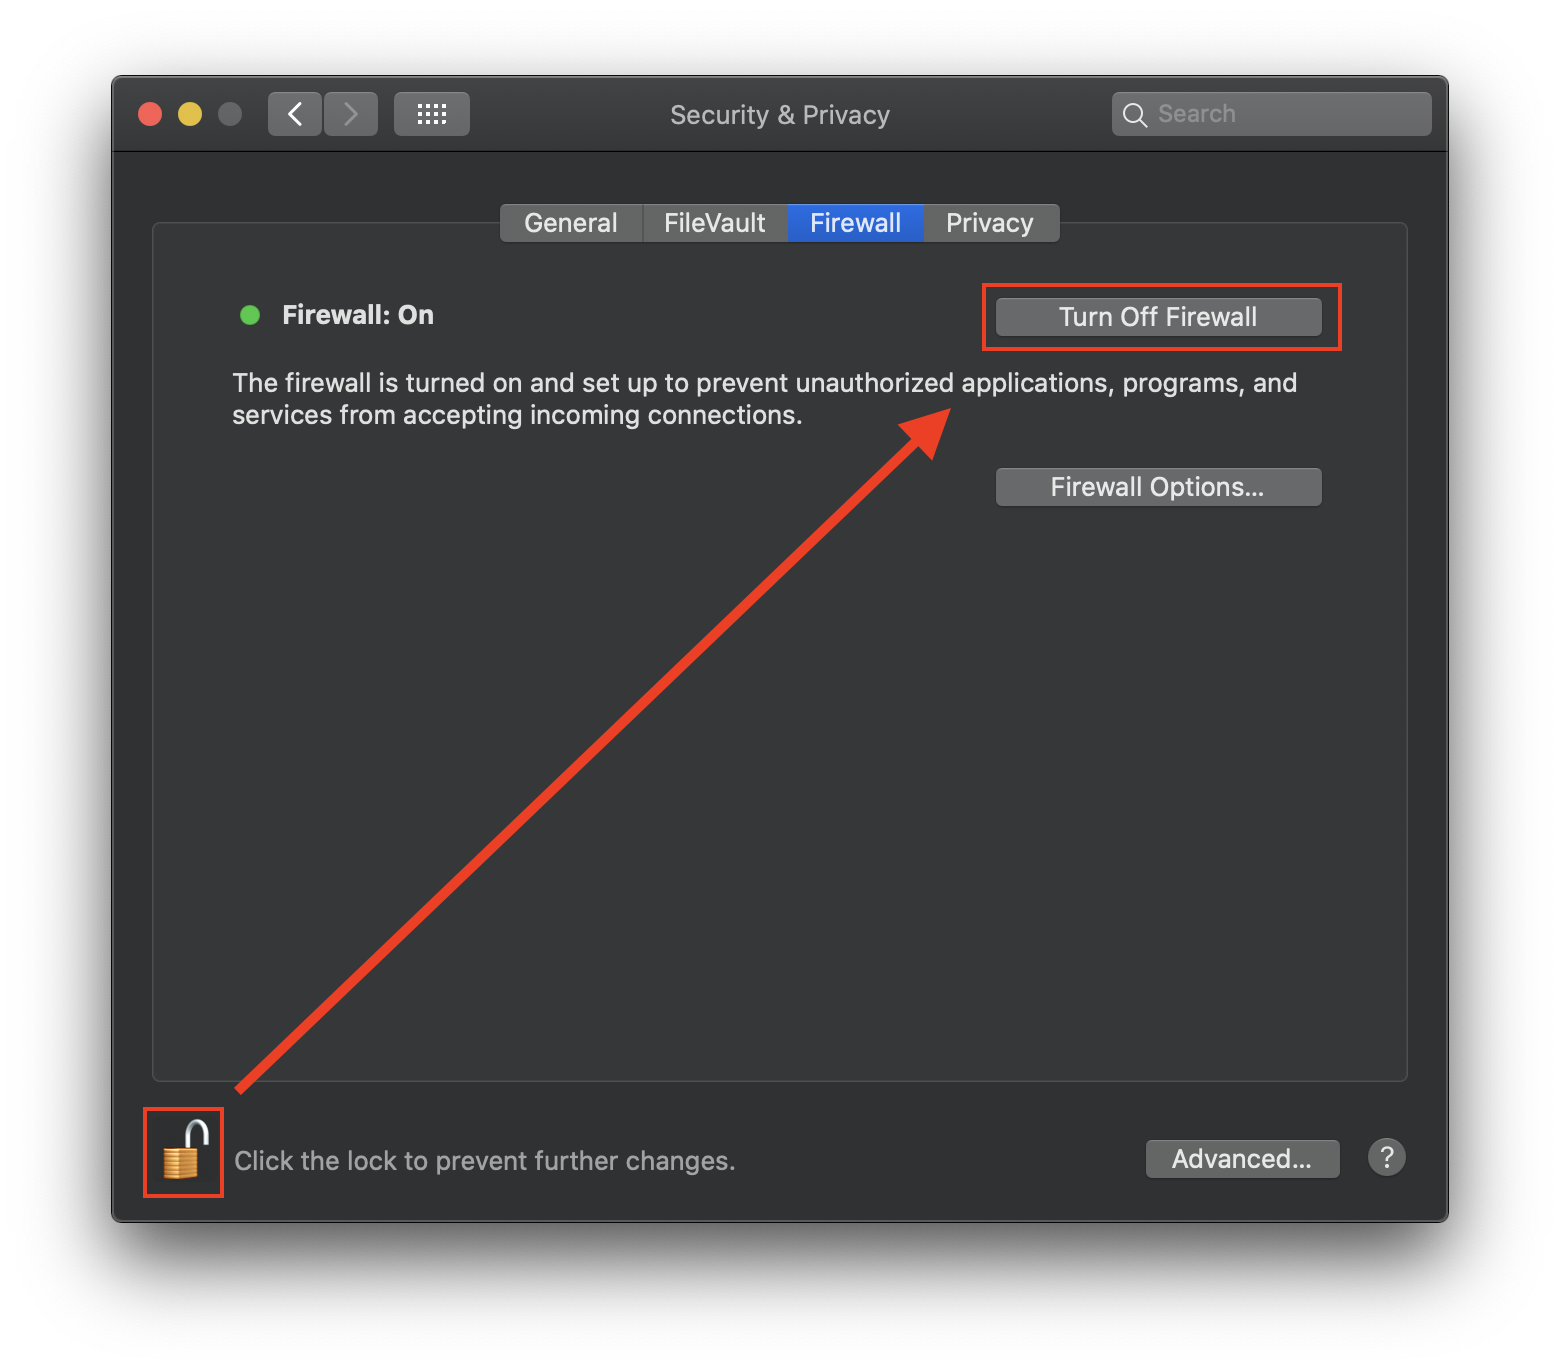 Security & Privacy
Search
General
FileVault
Firewall
Privacy
Firewall: On
Turn Off Firewall
The firewall is turned on and set up to prevent unauthorized applications, programs, and
services from accepting incoming connections.
Firewall Options...
Click the lock to prevent further changes.
Advanced...
?